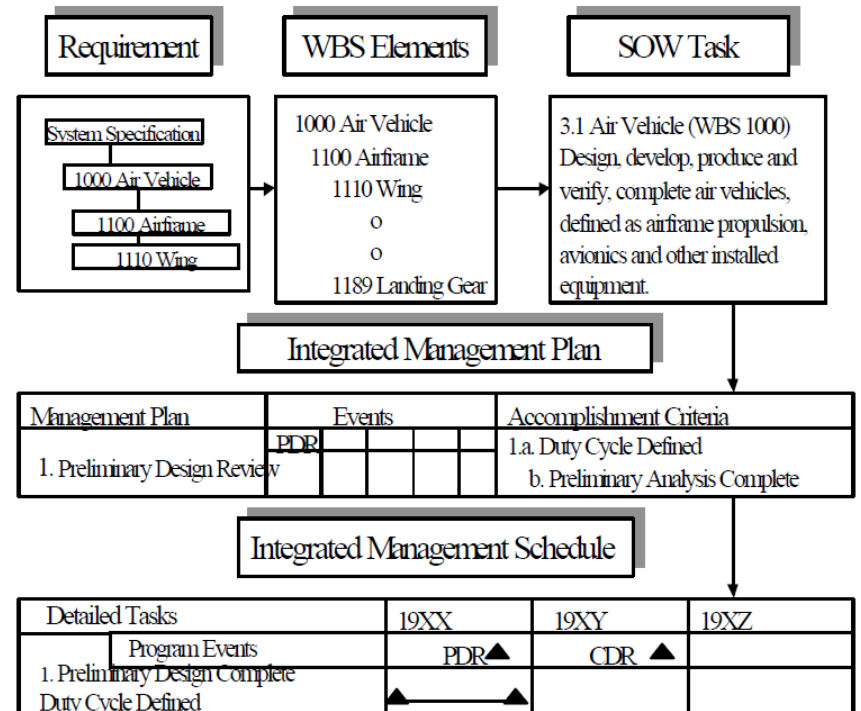 Requirement
WBS Elements
SOW Task
System Specification
1000 Air Vehicle
1100 Airframe
1110 Wing
1000 Air Vehicle
1100 Airframe
1110 Wing
o
o
1189 Landing Gear
3.1 Air Vehicle (WBS 1000)
Design, develop, produce and
verify, complete air vehicles,
defined as airframe propulsion,
avionics and other installed
equipment.
Integrated Management Plan
Management Plan
Events
Accomplishment Criteria
PDR
1. Preliminary Design Review
1.a. Duty Cycle Defined
b. Preliminary Analysis Complete
Integrated Management Schedule
Detailed Tasks
19XX
19XY
19XZ
Program Events
PDR
CDR
1. Preliminary Design Complete
Duty Cycle Defined